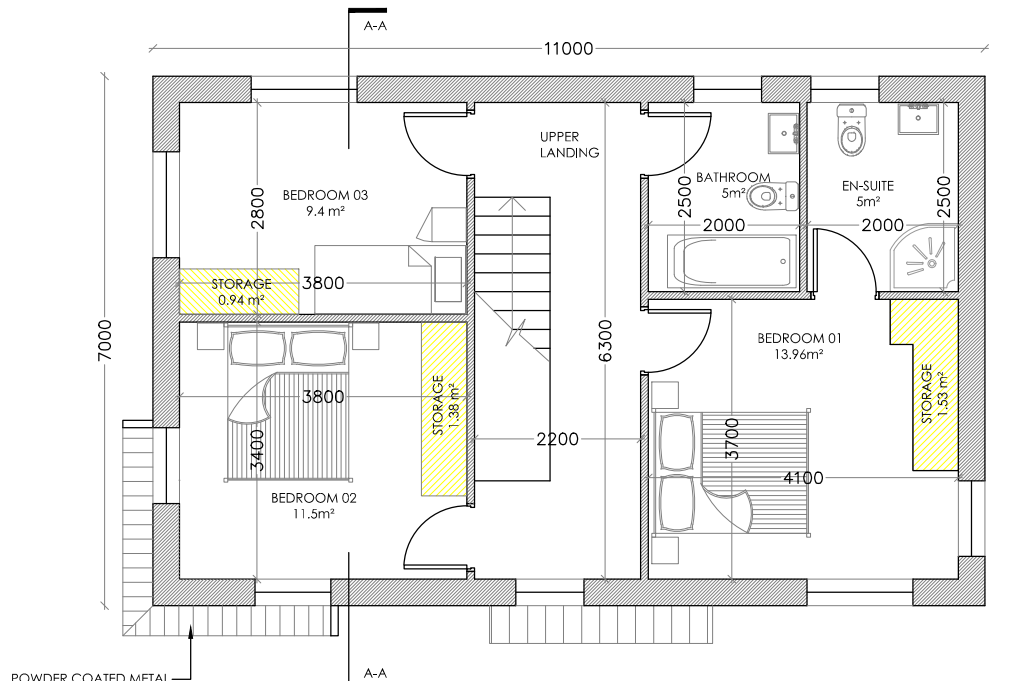 A-A
11000
UPPER
LANDING
BEDROOM 03
9.4 m²
2800
STORAGE
0.94 m²
3800
BATHROOM
5m²
2500
2000
EN-SUITE
5m²
2500
2000
7000
6300
BEDROOM 01
13.96m²
STORAGE
1.53 m²
3700
4100
3800
STORAGE
1.38 m²
3400
2200
BEDROOM 02
11.5m²
A-A
POWDER COATED METAL